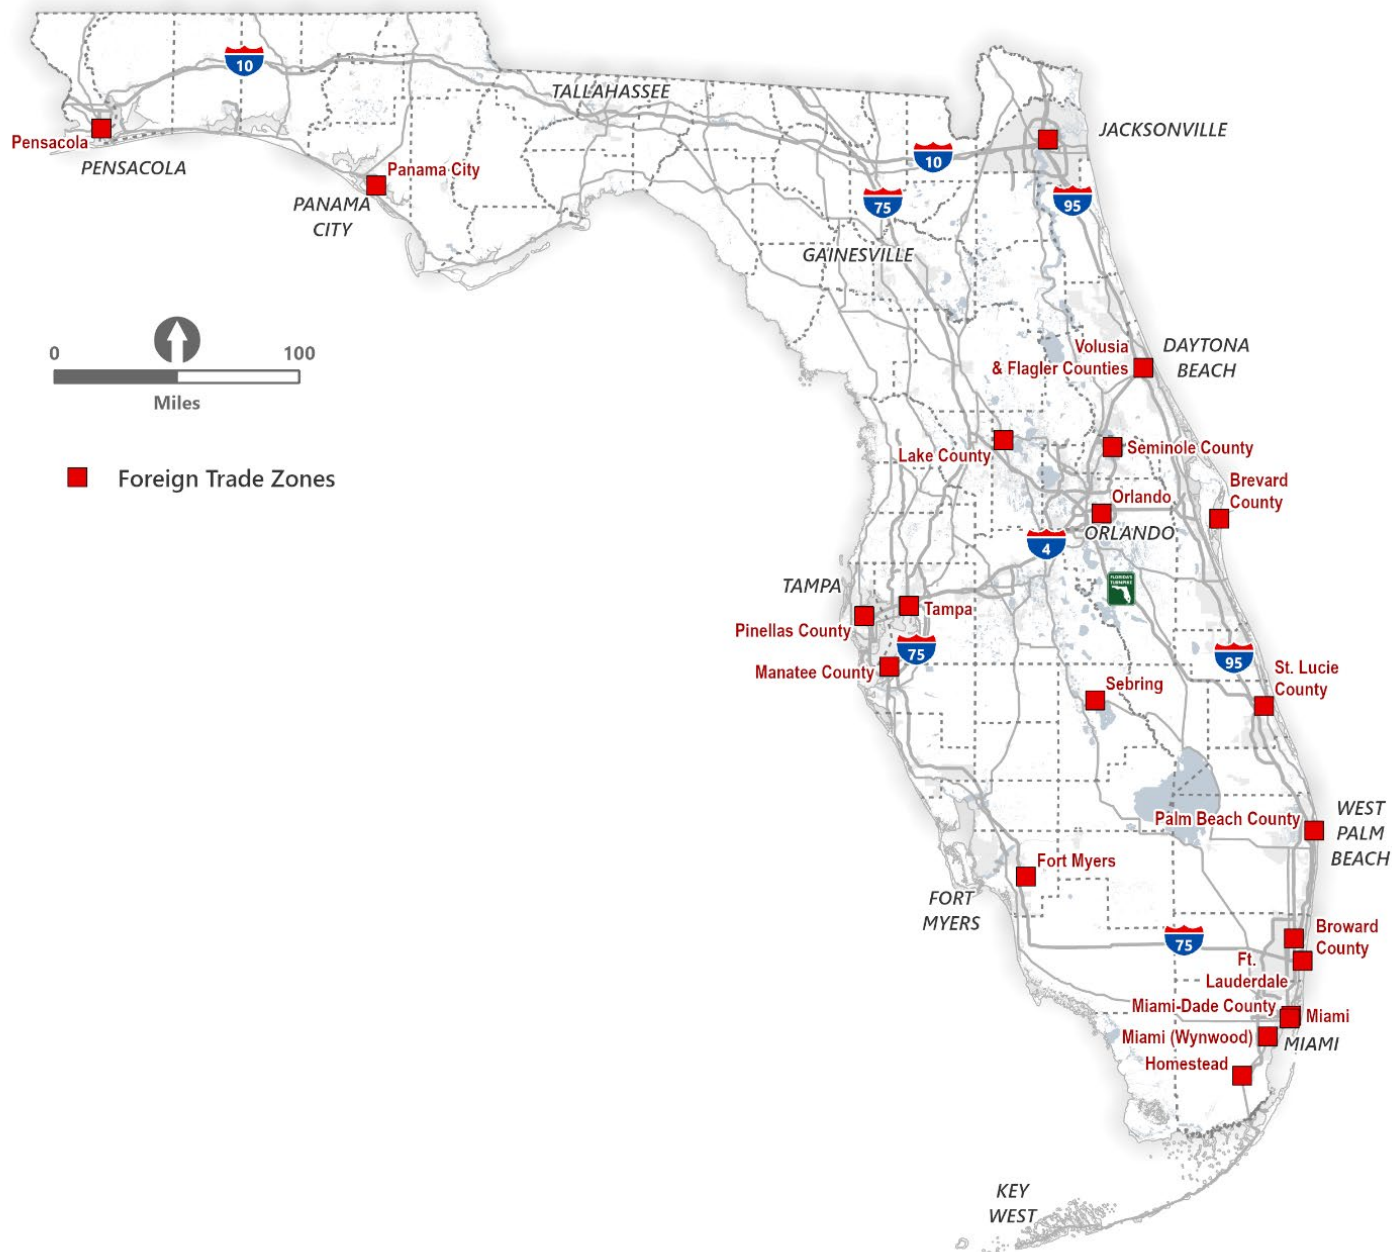 10
TALLAHASSEE
Pensacola
PENSACOLA
Panama City
PANAMA
CITY
JACKSONVILLE
10
75
95
GAINESVILLE
0
100
Miles
Foreign Trade Zones
Volusia
& Flagler Counties
DAYTONA
BEACH
Lake County
Seminole County
Brevard
County
Orlando
ORLANDO
4
FLORIDA'S
TURNPIKE
TAMPA
Tampa
Pinellas County
75
Manatee County
95
St. Lucie
County
Sebring
Palm Beach County
WEST
PALM
BEACH
Fort Myers
FORT
MYERS
75
Broward
County
Ft.
Lauderdale
Miami-Dade County
Miami
Miami (Wynwood)
MIAMI
Homestead
KEY
WEST